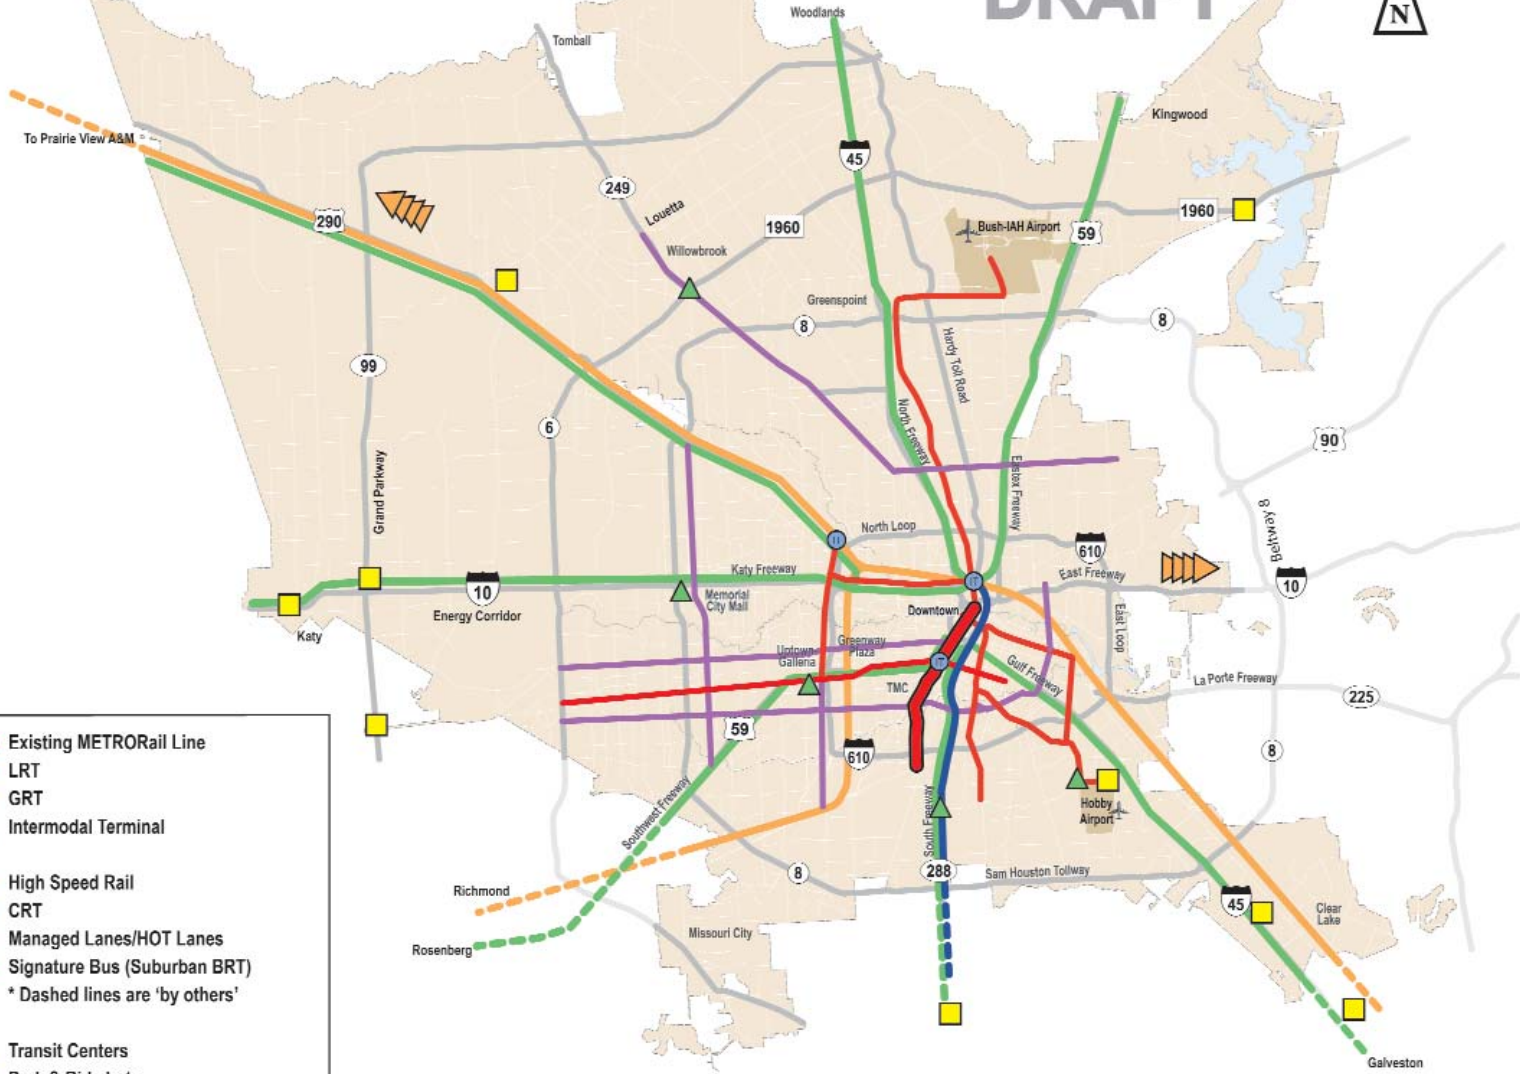 DRAFT
N
Woodlands
Tomball
Kingwood
To Prairie View A&M
45
249
290
Louetta
1960
1960
Bush-IAH Airport
59
Willowbrook
Greenspoint
8
8
Hardy Toll Road
99
6
North Freeway
90
Grand Parkway
Eastex Freeway
Beltway 8
North Loop
610
IT
Katy Freeway
IT
East Freeway
10
10
Energy Corridor
Memorial
City Mall
Downtown
East Loop
Katy
Greenway
Plaza
Uptown
Galleria
IT
Gulf Freeway
TMC
La Porte Freeway
225
59
610
8
Southwest Freeway
South Freeway
Hobby
Airport
288
Sam Houston Tollway
8
Richmond
45
Clear
Lake
Missouri City
Rosenberg
Galveston
Existing METRORail Line
LRT
GRT
Intermodal Terminal
High Speed Rail
CRT
Managed Lanes/HOT Lanes
Signature Bus (Suburban BRT)
* Dashed lines are 'by others'
Transit Centers